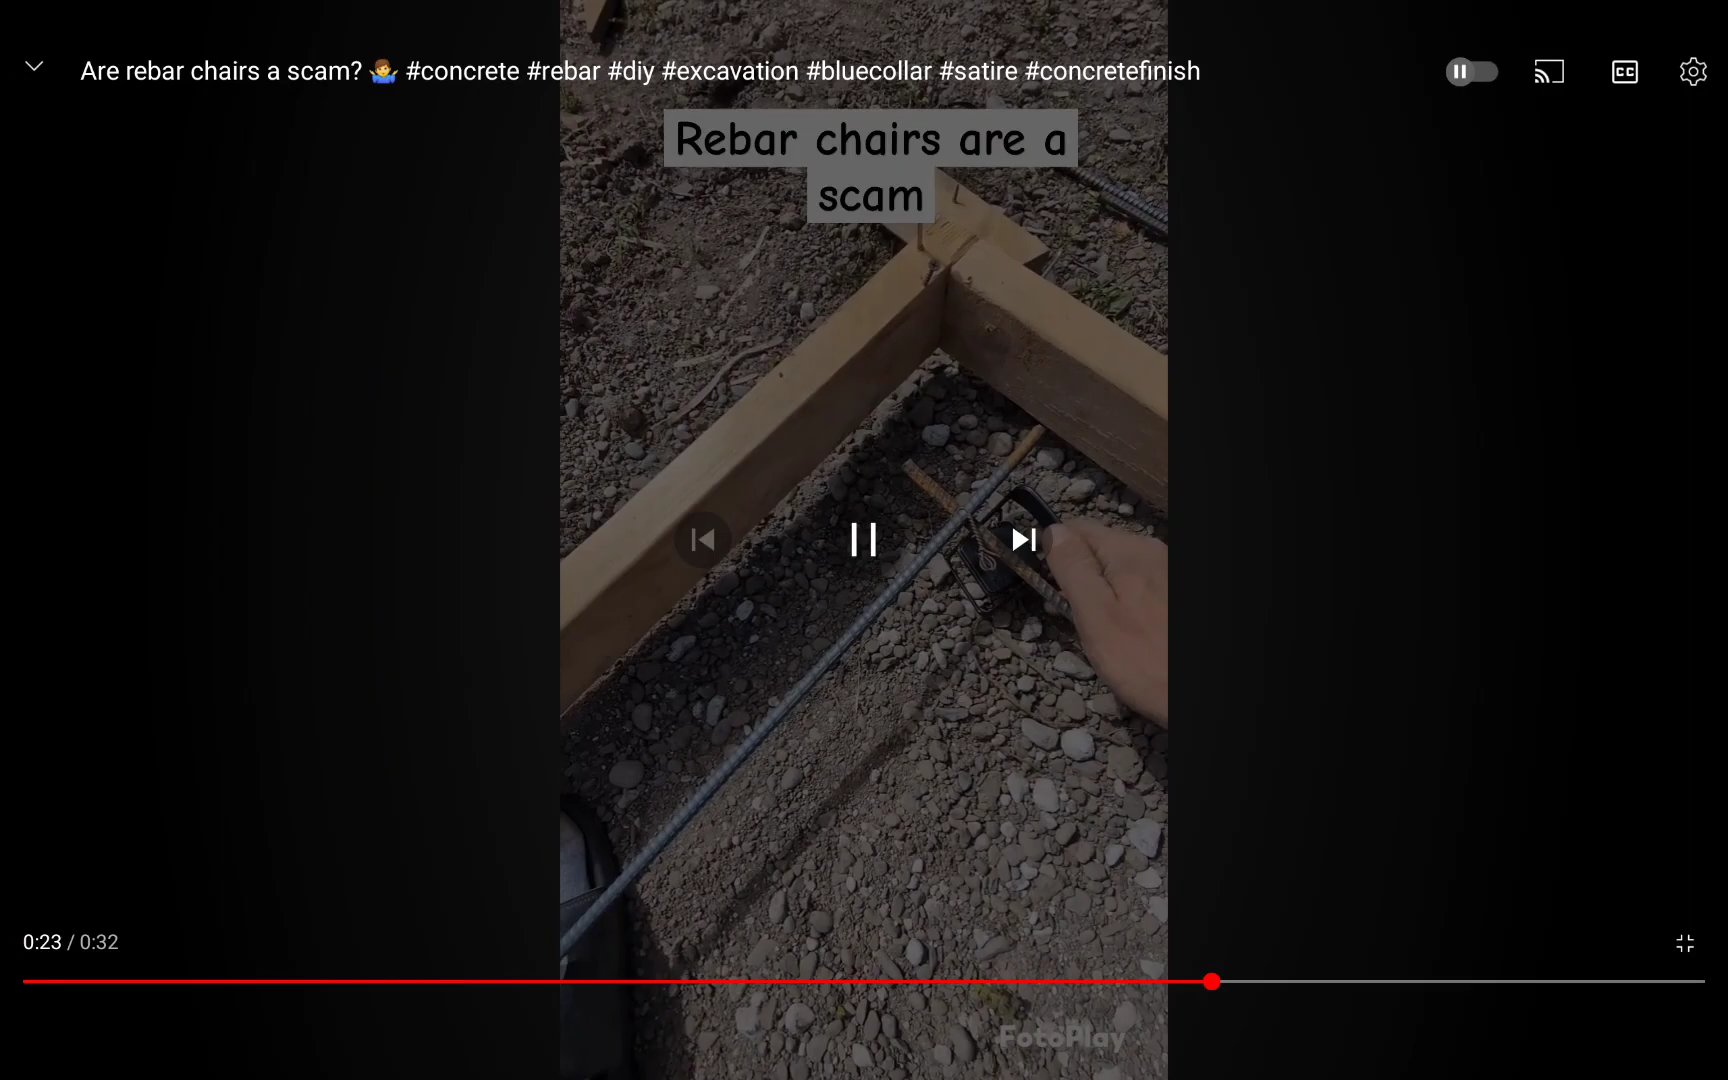 Are rebar chairs a scam? 🤷‍♂️ #concrete #rebar #diy #excavation #bluecollar #satire #concretefinish
CC
Rebar chairs are a
scam
0:23 / 0:32
FotoPlay